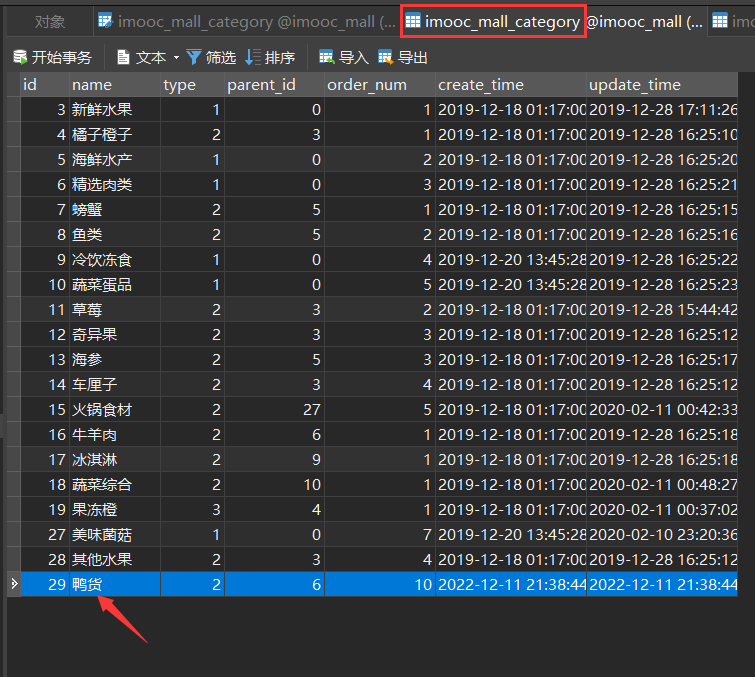 对象 imooc_mall_category @imooc_mall (... imooc_mall_category @imooc_mall (... imo
开始事务 文本 筛选 排序 导入 导出
id name type parent_id order_num create_time update_time
3 新鲜水果 1 0 1 2019-12-18 01:17:00 2019-12-28 17:11:26
4 橘子橙子 2 3 1 2019-12-18 01:17:00 2019-12-28 16:25:10
5 海鲜水产 1 0 2 2019-12-18 01:17:00 2019-12-28 16:25:20
6 精选肉类 1 0 3 2019-12-18 01:17:00 2019-12-28 16:25:21
7 螃蟹 2 5 1 2019-12-18 01:17:00 2019-12-28 16:25:15
8 鱼类 2 5 2 2019-12-18 01:17:00 2019-12-28 16:25:16
9 冷饮冻食 1 0 4 2019-12-20 13:45:28 2019-12-28 16:25:22
10 蔬菜蛋品 1 0 5 2019-12-20 13:45:28 2019-12-28 16:25:23
11 草莓 2 3 2 2019-12-18 01:17:00 2019-12-28 15:44:42
12 奇异果 2 3 3 2019-12-18 01:17:00 2019-12-28 16:25:12
13 海参 2 5 3 2019-12-18 01:17:00 2019-12-28 16:25:17
14 车厘子 2 3 4 2019-12-18 01:17:00 2019-12-28 16:25:12
15 火锅食材 2 27 5 2019-12-18 01:17:00 2020-02-11 00:42:33
16 牛羊肉 2 6 1 2019-12-18 01:17:00 2019-12-28 16:25:18
17 冰淇淋 2 9 1 2019-12-18 01:17:00 2019-12-28 16:25:18
18 蔬菜综合 2 10 1 2019-12-18 01:17:00 2020-02-11 00:48:27
19 果冻橙 3 4 1 2019-12-18 01:17:00 2020-02-11 00:37:02
27 美味菌菇 1 0 7 2019-12-20 13:45:28 2020-02-10 23:20:36
28 其他水果 2 3 4 2019-12-18 01:17:00 2019-12-28 16:25:12
29 鸭货 2 6 10 2022-12-11 21:38:44 2022-12-11 21:38:44